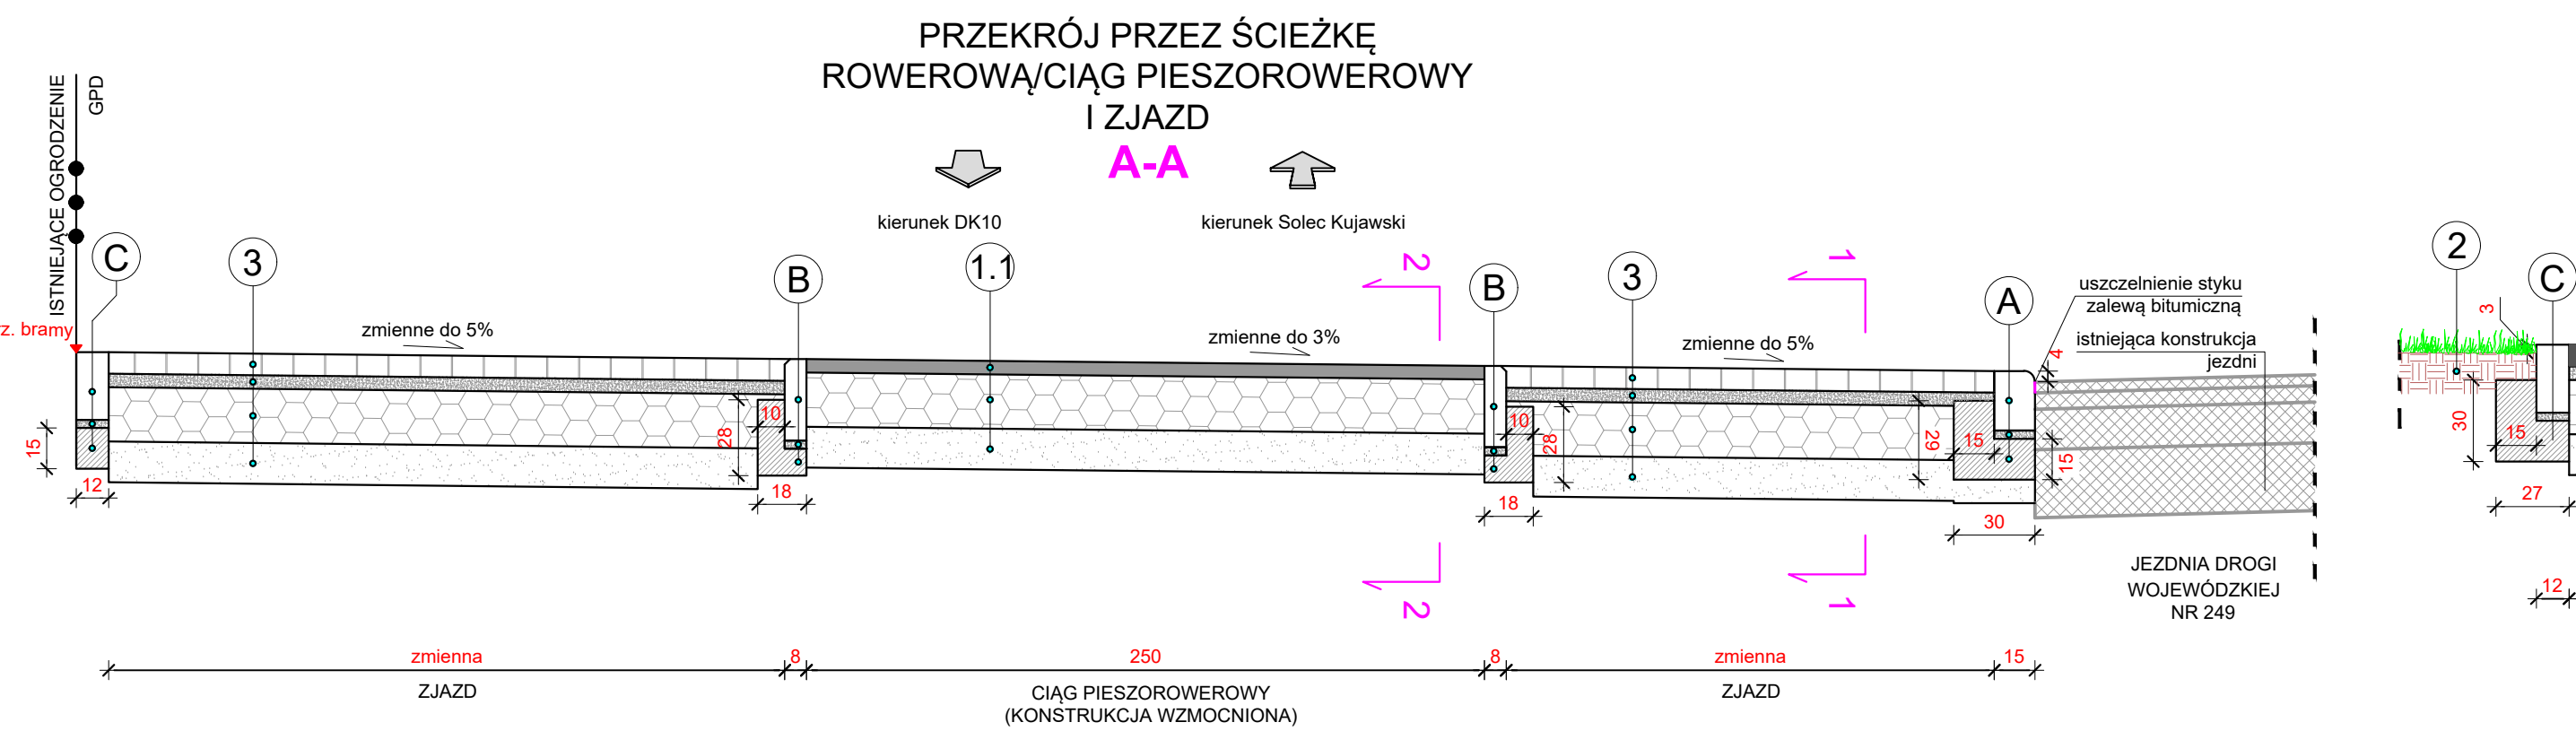 PRZEKRÓJ PRZEZ ŚCIEŻKĘ
ROWEROWĄ/CIĄG PIESZOROWEROWY
I ZJAZD
A-A
kierunek DK10
kierunek Solec Kujawski
ISTNIEJĄCE OGRODZENIE
GPD
rz. bramy
C
3
B
1.1
2
B
3
1
A
2
C
zmienne do 5%
zmienne do 3%
zmienne do 5%
uszczelnienie styku
zalewą bitumiczną
istniejąca konstrukcja
jezdni
4
3
15
12
28
10
18
10
28
18
29
15
15
30
30
15
27
12
2
1
JEZDNIA DROGI
WOJEWÓDZKIEJ
NR 249
zmienna
8
250
8
zmienna
15
ZJAZD
CIĄG PIESZOROWEROWY
(KONSTRUKCJA WZMOCNIONA)
ZJAZD